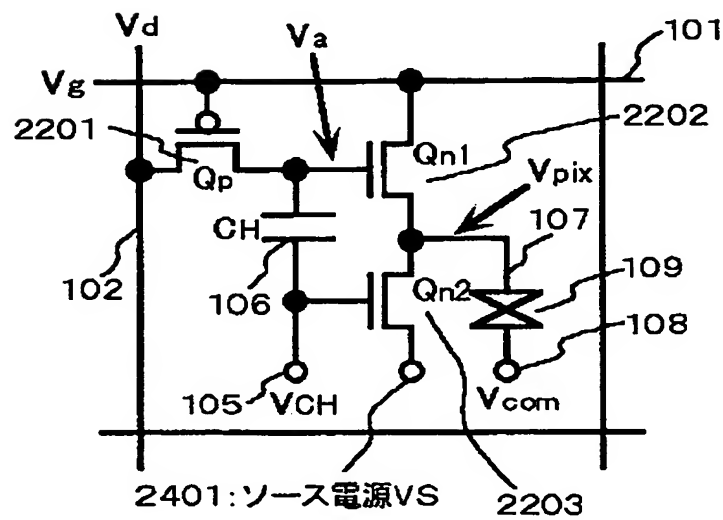 Vd
Va
101
Vg
2201
2202
Qp
Qn1
Vpix
CH
107
102
106
Qn2
109
108
105
VCH
Vcom
2401:ソース電源VS
2203